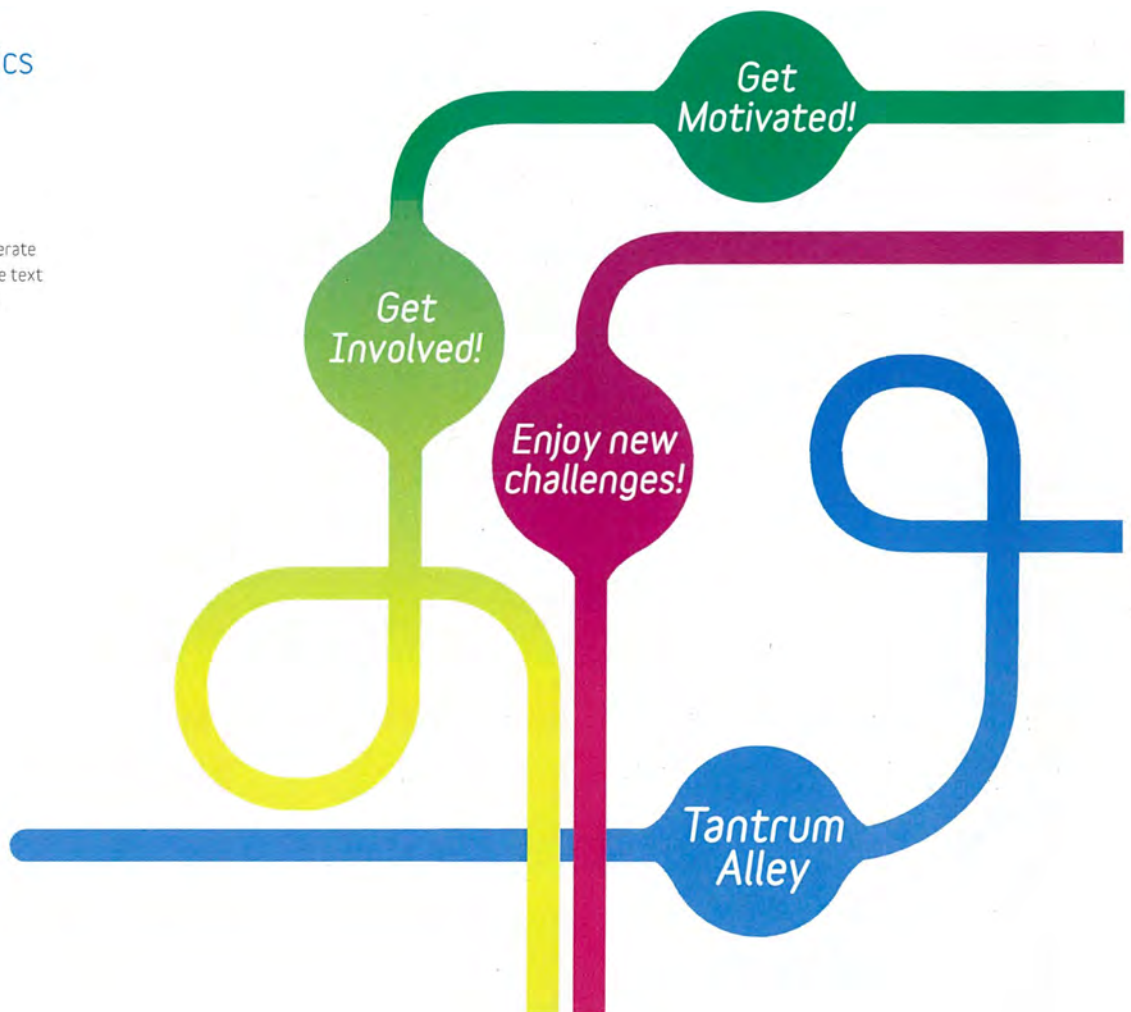 cs
erate
e text
Get
Motivated!
Get
Involved!
Enjoy new
challenges!
Tantrum
Alley